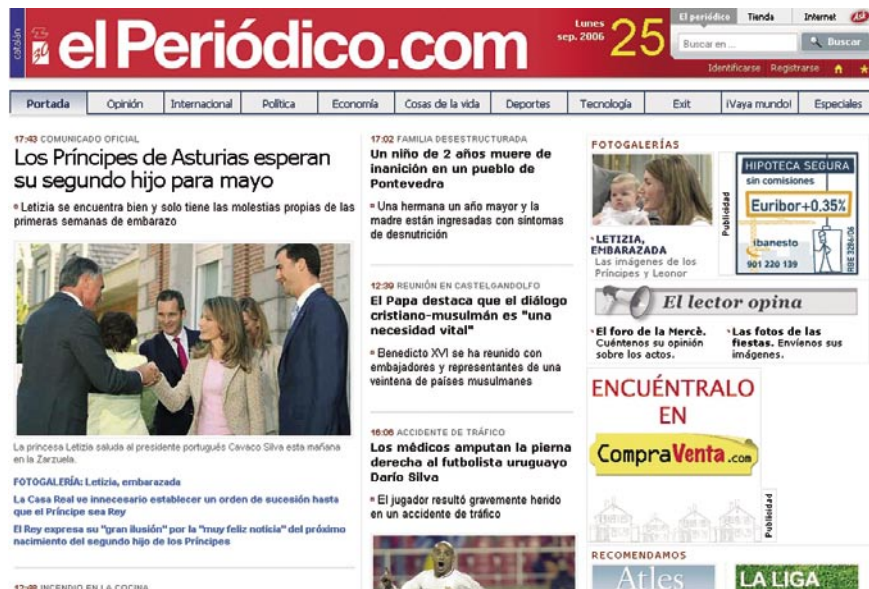 catalán
el Periódico.com
Lunes
sep. 2006
25
El periódico Tienda Internet
Buscar en ...
Buscar
Identificarse Registrarse
Portada Opinión Internacional Política Economía Cosas de la vida Deportes Tecnología Exit ¡Vaya mundo! Especiales
17:43 COMUNICADO OFICIAL
Los Príncipes de Asturias esperan
su segundo hijo para mayo
Letizia se encuentra bien y solo tiene las molestias propias de las
primeras semanas de embarazo
La princesa Letizia saluda al presidente portugués Cavaco Silva esta mañana
en la Zarzuela.
FOTOGALERÍA: Letizia, embarazada
La Casa Real ve innecesario establecer un orden de sucesión hasta
que el Príncipe sea Rey
El Rey expresa su "gran ilusión" por la "muy feliz noticia" del próximo
nacimiento del segundo hijo de los Príncipes
INCENDIO EN LA COCINA
17:02 FAMILIA DESESTRUCTURADA
Un niño de 2 años muere de
inanición en un pueblo de
Pontevedra
Una hermana un año mayor y la
madre están ingresadas con síntomas
de desnutrición
12:39 REUNIÓN EN CASTELGANDOLFO
El Papa destaca que el diálogo
cristiano-musulmán es "una
necesidad vital"
Benedicto XVI se ha reunido con
embajadores y representantes de una
veintena de países musulmanes
16:06 ACCIDENTE DE TRÁFICO
Los médicos amputan la pierna
derecha al futbolista uruguayo
Darío Silva
El jugador resultó gravemente herido
en un accidente de tráfico
FOTOGALERÍAS
LETIZIA,
EMBARAZADA
Las imágenes de los
Príncipes y Leonor
Publicidad
HIPOTECA SEGURA
sin comisiones
Euribor+0.35%
ibanesto
901 220 139
RBE 3286/06
El lector opina
El foro de la Mercè.
Cuéntenos su opinión
sobre los actos.
Las fotos de las
fiestas. Envíenos sus
imágenes.
ENCUÉNTRALO
EN
CompraVenta.com
Publicidad
RECOMENDAMOS
Atles
LA LIGA